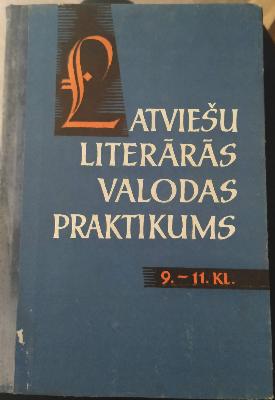 LATVIEŠU
LITERĀRĀS
VALODAS
PRAKTIKUMS
9.–11. KL.